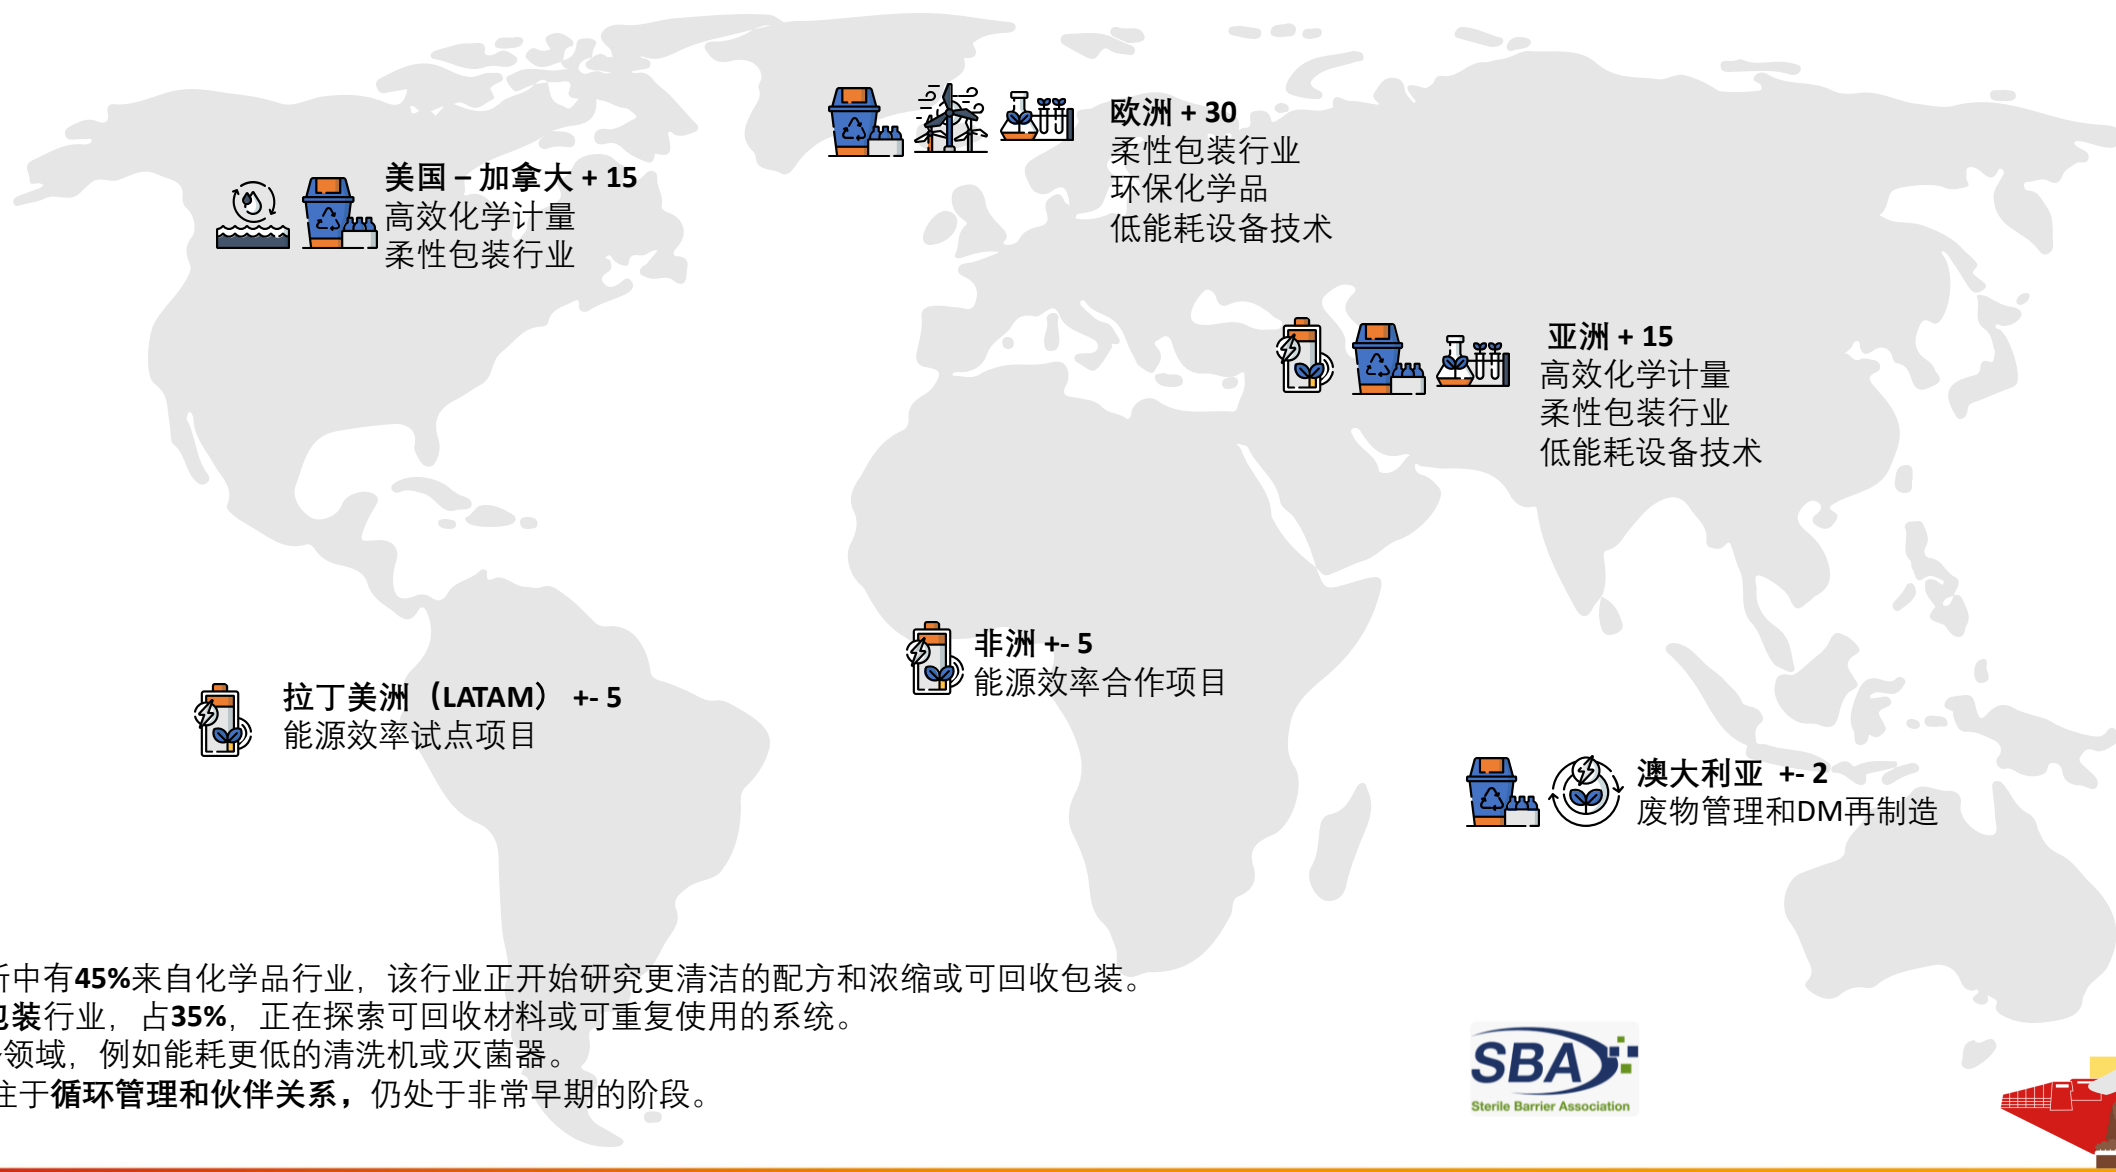 欧洲 + 30
柔性包装行业
环保化学品
低能耗设备技术
美国 – 加拿大 + 15
高效化学计量
柔性包装行业
亚洲 + 15
高效化学计量
柔性包装行业
低能耗设备技术
非洲 +- 5
能源效率合作项目
拉丁美洲（LATAM） +- 5
能源效率试点项目
澳大利亚 +- 2
废物管理和DM再制造
中有45%来自化学品行业，该行业正开始研究更清洁的配方和浓缩或可回收包装。
装行业，占35%，正在探索可回收材料或可重复使用的系统。
领域，例如能耗更低的清洗机或灭菌器。
注于循环管理和伙伴关系，仍处于非常早期的阶段。
SBA
Sterile Barrier Association